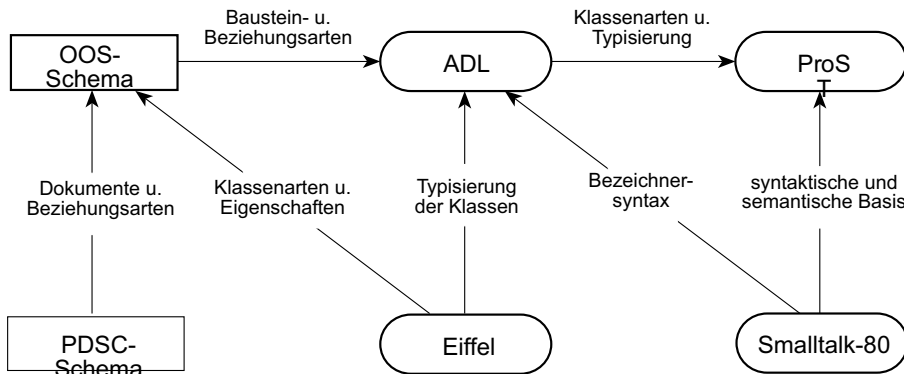 Baustein- u.
Beziehungsarten
Klassenarten u.
Typisierung
OOS-
Schema
ADL
ProS
T
Dokumente u.
Beziehungsarten
Klassenarten u.
Eigenschaften
Typisierung
der Klassen
Bezeichner-
syntax
syntaktische und
semantische Basis
PDSC-
Schema
Eiffel
Smalltalk-80